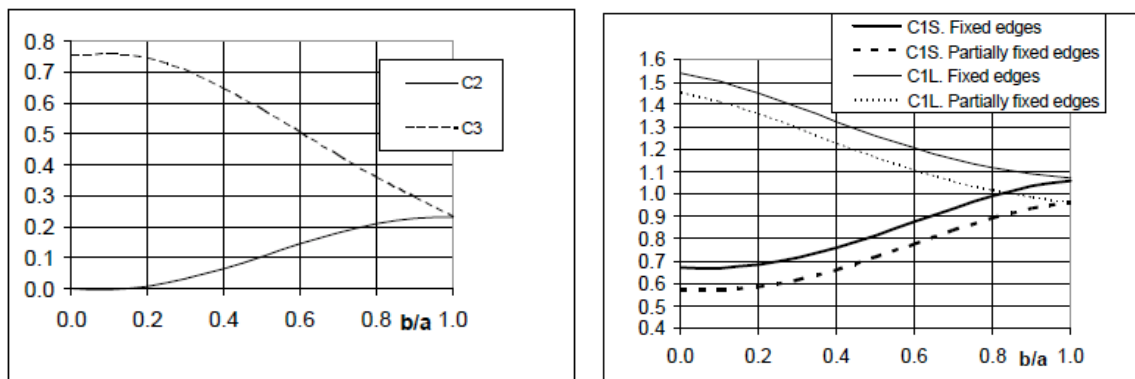 0.8
0.7
0.6
0.5
0.4
0.3
0.2
0.1
0.0
0.0 0.2 0.4 0.6 b/a 0.8 1.0
C2
C3
C1S. Fixed edges
C1S. Partially fixed edges
C1L. Fixed edges
C1L. Partially fixed edges
1.6
1.5
1.4
1.3
1.2
1.1
1.0
0.9
0.8
0.7
0.6
0.5
0.4
0.0 0.2 0.4 0.6 0.8 b/a 1.0